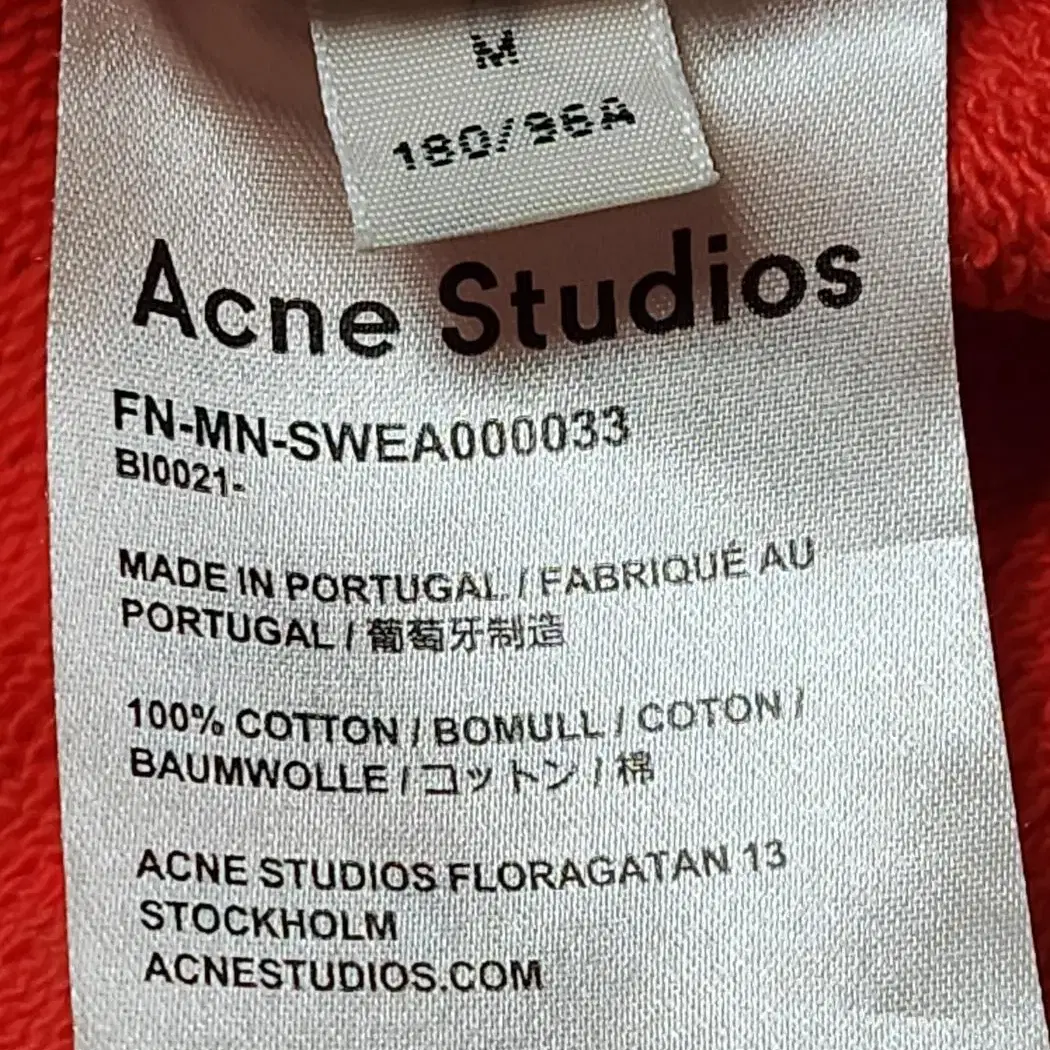 M
180/96A
Acne Studios
FN-MN-SWEA000033
BI0021-
MADE IN PORTUGAL / FABRIQUÉ AU
PORTUGAL / 葡萄牙制造
100% COTTON / BOMULL / COTON /
BAUMWOLLE / コットン / 棉
ACNE STUDIOS FLORAGATAN 13
STOCKHOLM
ACNESTUDIOS.COM